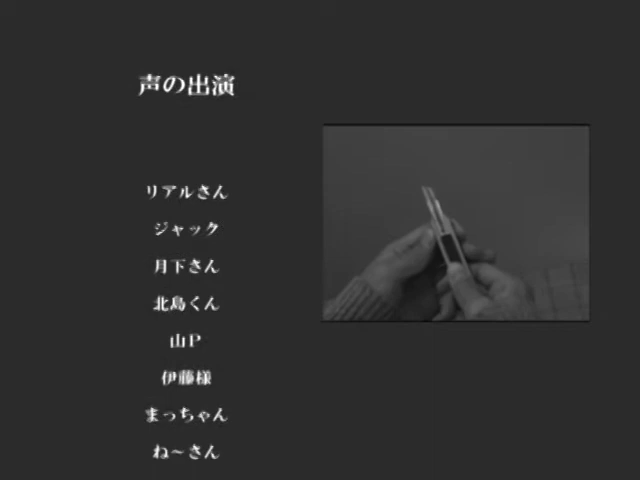 声の出演
リアルさん
ジャック
月下さん
北島くん
山P
伊藤様
まっちゃん
ね～さん